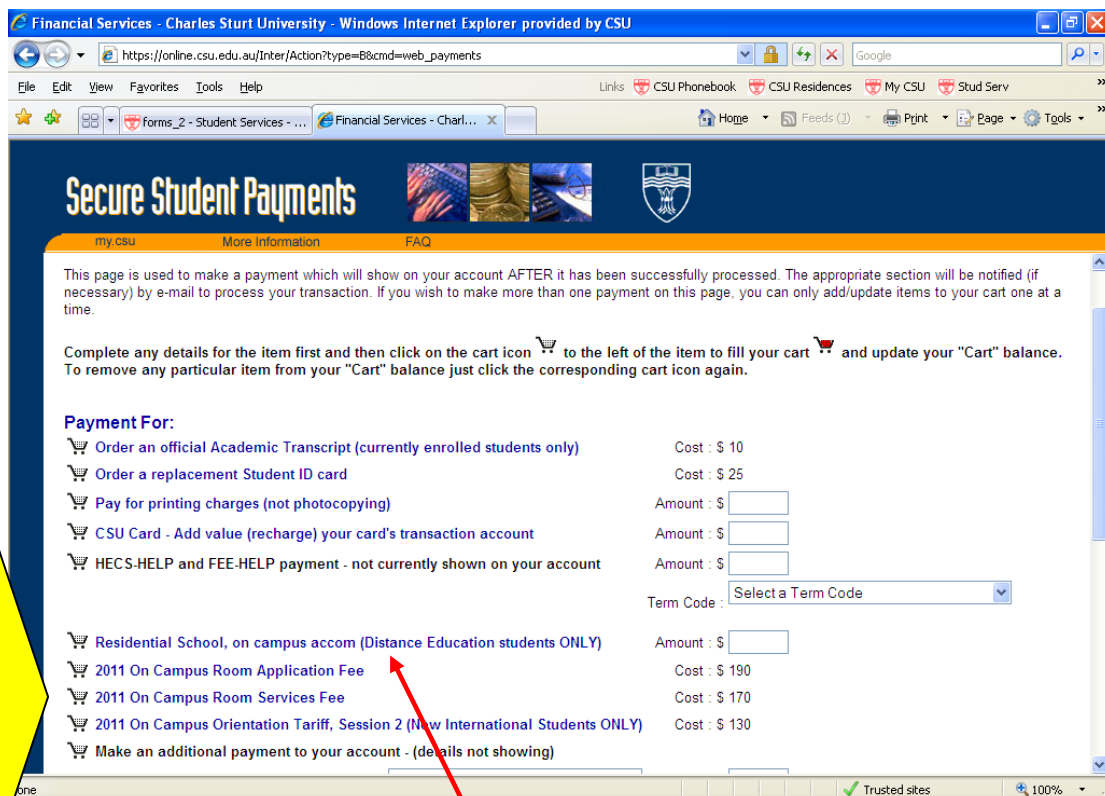 Financial Services - Charles Sturt University - Windows Internet Explorer provided by CSU
https://online.csu.edu.au/Inter/Action?type=B&cmd=web_payments
Google
File Edit View Favorites Tools Help
Links CSU Phonebook CSU Residences My CSU Stud Serv »
forms_2 - Student Services - ... Financial Services - Charl... X
Home Feeds (J) Print Page Tools »
Secure Student Payments
my.csu More Information FAQ
This page is used to make a payment which will show on your account AFTER it has been successfully processed. The appropriate section will be notified (if
necessary) by e-mail to process your transaction. If you wish to make more than one payment on this page, you can only add/update items to your cart one at a
time.
Complete any details for the item first and then click on the cart icon to the left of the item to fill your cart and update your "Cart" balance.
To remove any particular item from your "Cart" balance just click the corresponding cart icon again.
Payment For:
Order an official Academic Transcript (currently enrolled students only) Cost : $ 10
Order a replacement Student ID card Cost : $ 25
Pay for printing charges (not photocopying) Amount : $
CSU Card - Add value (recharge) your card's transaction account Amount : $
HECS-HELP and FEE-HELP payment - not currently shown on your account Amount : $
Term Code : Select a Term Code
Residential School, on campus accom (Distance Education students ONLY) Amount : $
2011 On Campus Room Application Fee Cost : $ 190
2011 On Campus Room Services Fee Cost : $ 170
2011 On Campus Orientation Tariff, Session 2 (New International Students ONLY) Cost : $ 130
Make an additional payment to your account - (details not showing)
one Trusted sites 100%